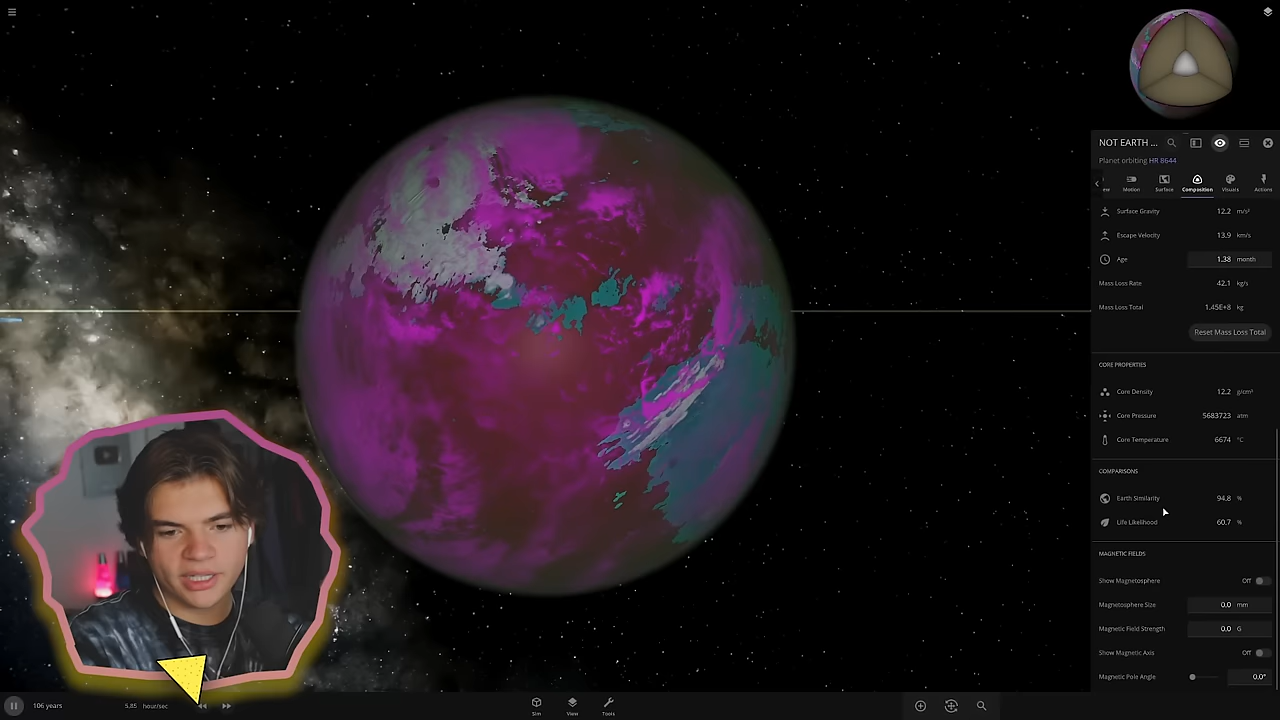 NOT EARTH ...
Planet orbiting HR 8644
Motion Surface Composition Visuals Actions
Surface Gravity 12.2 m/s²
Escape Velocity 13.9 km/s
Age 1.38 month
Mass Loss Rate 42.1 kg/s
Mass Loss Total 1.45E+8 kg
Reset Mass Loss Total
CORE PROPERTIES
Core Density 12.2 g/cm³
Core Pressure 5683723 atm
Core Temperature 6674 °C
COMPARISONS
Earth Similarity 94.8 %
Life Likelihood 60.7 %
MAGNETIC FIELDS
Show Magnetosphere Off
Magnetosphere Size 0.0 mm
Magnetic Field Strength 0.0 G
Show Magnetic Axis Off
Magnetic Pole Angle 0.0°
106 years 5.85 hour/sec Sim View Tools